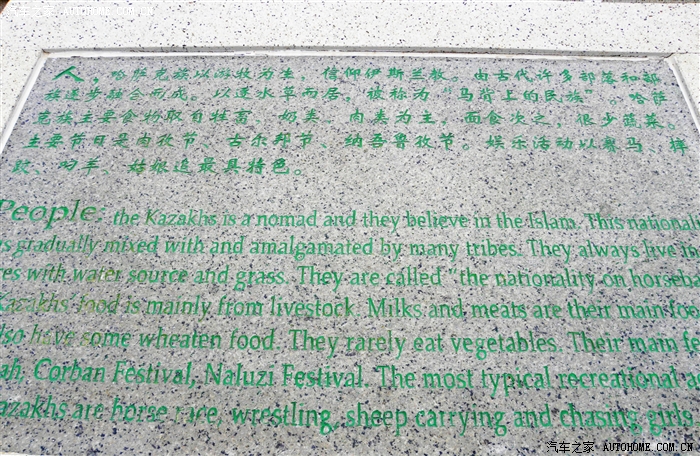 人，哈萨克族以游牧为生，信仰伊斯兰教。由古代许多部落和部
族逐步融合而成。以逐水草而居，被称为“马背上的民族”。哈萨
克族主要食物取自牲畜，奶类、肉类为主，面食次之，很少蔬菜。
主要节日是肉孜节、古尔邦节、纳吾鲁孜节。娱乐活动以赛马、摔
跤、叼羊、姑娘追最具特色。
People: the Kazakhs is a nomad and they believe in the Islam. This nationali
s gradually mixed with and amalgamated by many tribes. They always live i
es with water source and grass. They are called “the nationality on horseba
Kazakhs’ food is mainly from livestock. Milks and meats are their main foo
lso have some wheaten food. They rarely eat vegetables. Their main fe
ah, Corban Festival, Naluzi Festival. The most typical recreational a
azakhs are horse race, wrestling, sheep carrying and chasing girls
汽车之家 AUTOHOME.COM.CN